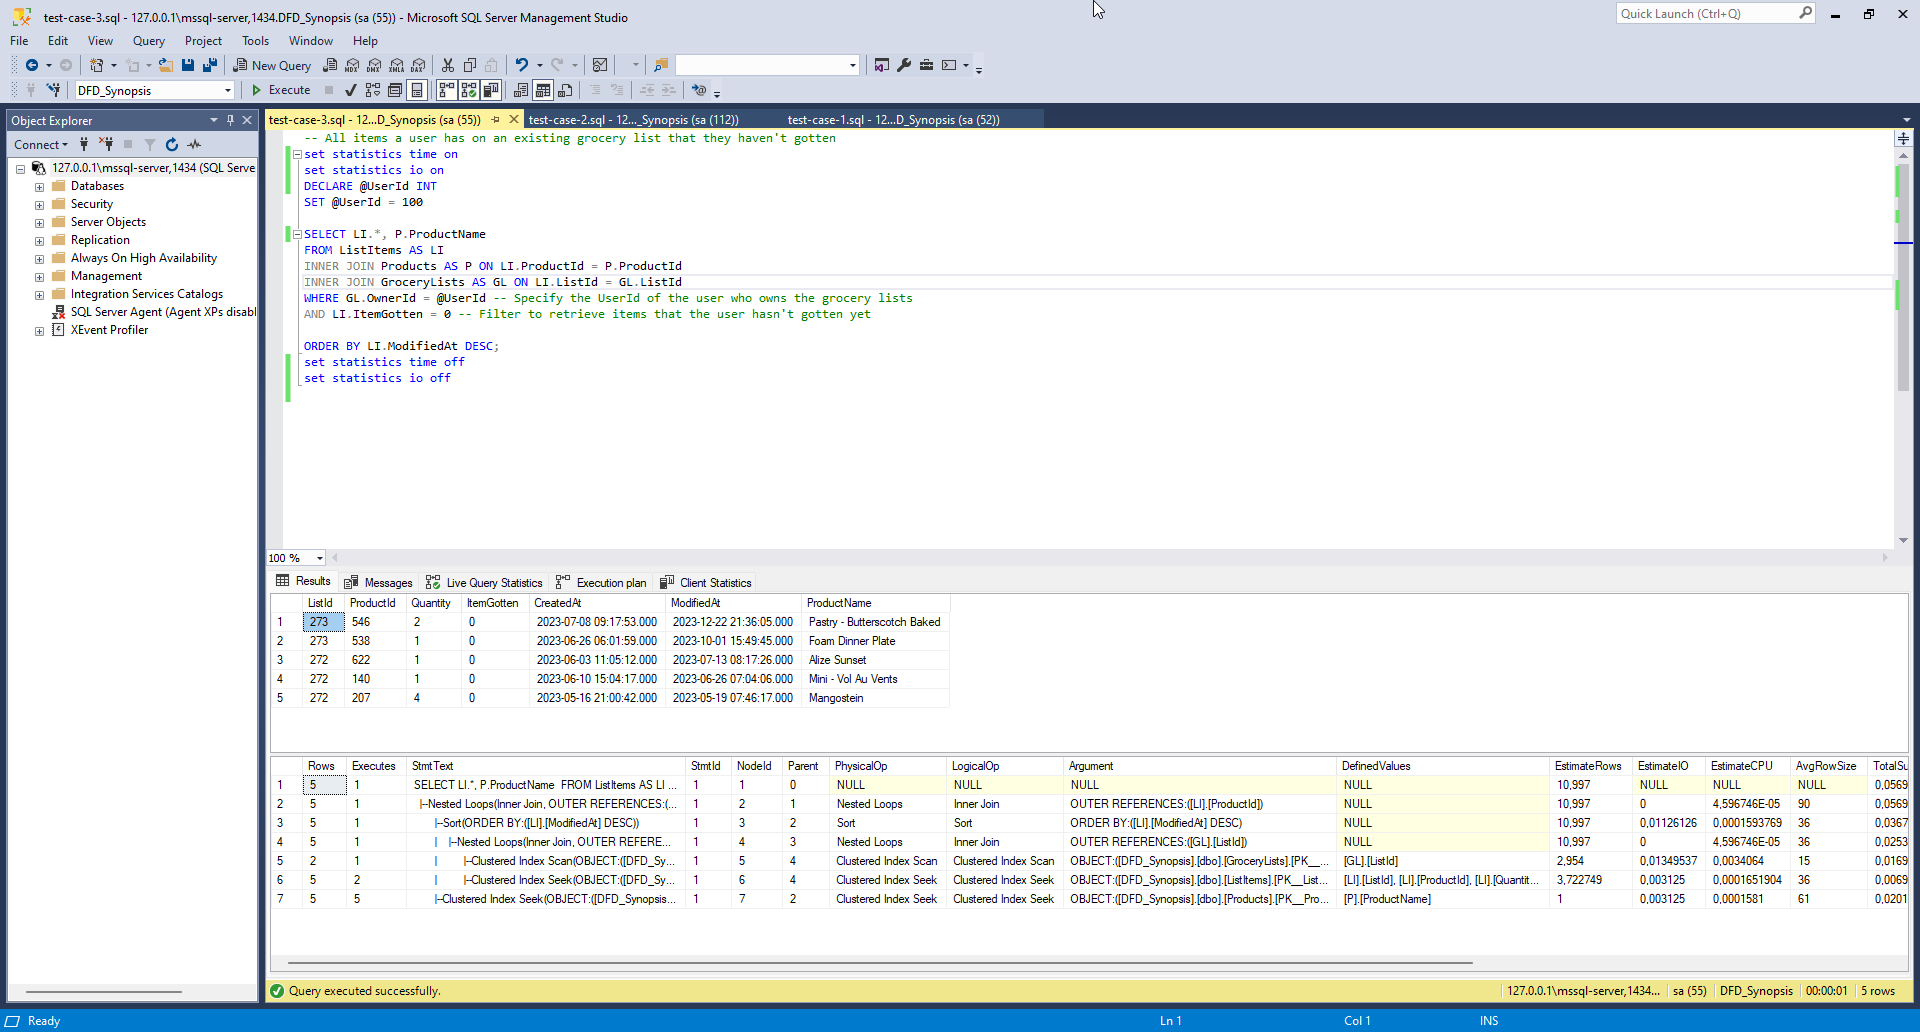 test-case-3.sql - 127.0.0.1\mssql-server,1434.DFD_Synopsis (sa (55)) - Microsoft SQL Server Management Studio
Quick Launch (Ctrl+Q)
File Edit View Query Project Tools Window Help
New Query MDX DMX XMLA DAX
DFD_Synopsis Execute
Object Explorer
test-case-3.sql - 12...D_Synopsis (sa (55)) test-case-2.sql - 12..._Synopsis (sa (112)) test-case-1.sql - 12...D_Synopsis (sa (52))
Connect
127.0.0.1\mssql-server,1434 (SQL Serve
Databases
Security
Server Objects
Replication
Always On High Availability
Management
Integration Services Catalogs
SQL Server Agent (Agent XPs disabl
XEvent Profiler
-- All items a user has on an existing grocery list that they haven't gotten
set statistics time on
set statistics io on
DECLARE @UserId INT
SET @UserId = 100
SELECT LI.*, P.ProductName
FROM ListItems AS LI
INNER JOIN Products AS P ON LI.ProductId = P.ProductId
INNER JOIN GroceryLists AS GL ON LI.ListId = GL.ListId
WHERE GL.OwnerId = @UserId -- Specify the UserId of the user who owns the grocery lists
AND LI.ItemGotten = 0 -- Filter to retrieve items that the user hasn't gotten yet
ORDER BY LI.ModifiedAt DESC;
set statistics time off
set statistics io off
100 %
Results Messages Live Query Statistics Execution plan Client Statistics
ListId ProductId Quantity ItemGotten CreatedAt ModifiedAt ProductName
1 273 546 2 0 2023-07-08 09:17:53.000 2023-12-22 21:36:05.000 Pastry - Butterscotch Baked
2 273 538 1 0 2023-06-26 06:01:59.000 2023-10-01 15:49:45.000 Foam Dinner Plate
3 272 622 1 0 2023-06-03 11:05:12.000 2023-07-13 08:17:26.000 Alize Sunset
4 272 140 1 0 2023-06-10 15:04:17.000 2023-06-26 07:04:06.000 Mini - Vol Au Vents
5 272 207 4 0 2023-05-16 21:00:42.000 2023-05-19 07:46:17.000 Mangostein
Rows Executes StmtText StmtId NodeId Parent PhysicalOp LogicalOp Argument DefinedValues EstimateRows EstimateIO EstimateCPU AvgRowSize TotalSu
1 5 1 SELECT LI.*, P.ProductName FROM ListItems AS LI ... 1 1 0 NULL NULL NULL NULL 10,997 NULL NULL NULL 0,0569
2 5 1 |--Nested Loops(Inner Join, OUTER REFERENCES:(... 1 2 1 Nested Loops Inner Join OUTER REFERENCES:([LI].[ProductId]) NULL 10,997 0 4,596746E-05 90 0,0569
3 5 1 |--Sort(ORDER BY:([LI].[ModifiedAt] DESC)) 1 3 2 Sort Sort ORDER BY:([LI].[ModifiedAt] DESC) NULL 10,997 0,01126126 0,0001593769 36 0,0367
4 5 1 | |--Nested Loops(Inner Join, OUTER REFERE... 1 4 3 Nested Loops Inner Join OUTER REFERENCES:([GL].[ListId]) NULL 10,997 0 4,596746E-05 36 0,0253
5 2 1 | |--Clustered Index Scan(OBJECT:([DFD_Sy... 1 5 4 Clustered Index Scan Clustered Index Scan OBJECT:([DFD_Synopsis].[dbo].[GroceryLists].[PK__... [GL].[ListId] 2,954 0,01349537 0,0034064 15 0,0169
6 5 2 | |--Clustered Index Seek(OBJECT:([DFD_Sy... 1 6 4 Clustered Index Seek Clustered Index Seek OBJECT:([DFD_Synopsis].[dbo].[ListItems].[PK__List... [LI].[ListId], [LI].[ProductId], [LI].[Quantit... 3,722749 0,003125 0,0001651904 36 0,0069
7 5 5 |--Clustered Index Seek(OBJECT:([DFD_Synopsis... 1 7 2 Clustered Index Seek Clustered Index Seek OBJECT:([DFD_Synopsis].[dbo].[Products].[PK__Pro... [P].[ProductName] 1 0,003125 0,0001581 61 0,0201
Query executed successfully. 127.0.0.1\mssql-server,1434... sa (55) DFD_Synopsis 00:00:01 5 rows
Ready Ln 1 Col 1 INS